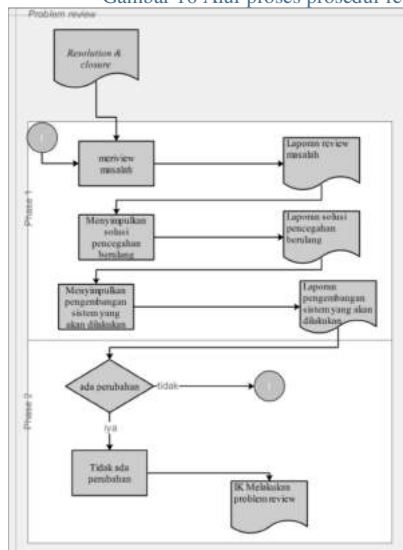 Gambar 16 Alur proses prosedur re
Problem review
Resolution &
closure
mereview
masalah
Laporan review
masalah
Phase 1
Menyimpulkan
solusi
pencegahan
berulang
Laporan solusi
pencegahan
berulang
Menyimpulkan
pengembangan
sistem yang
akan dilakukan
Laporan
pengembangan
sistem yang akan
dilakukan
Phase 2
ada perubahan
tidak
iya
Tidak ada
perubahan
IK Melakukan
problem review